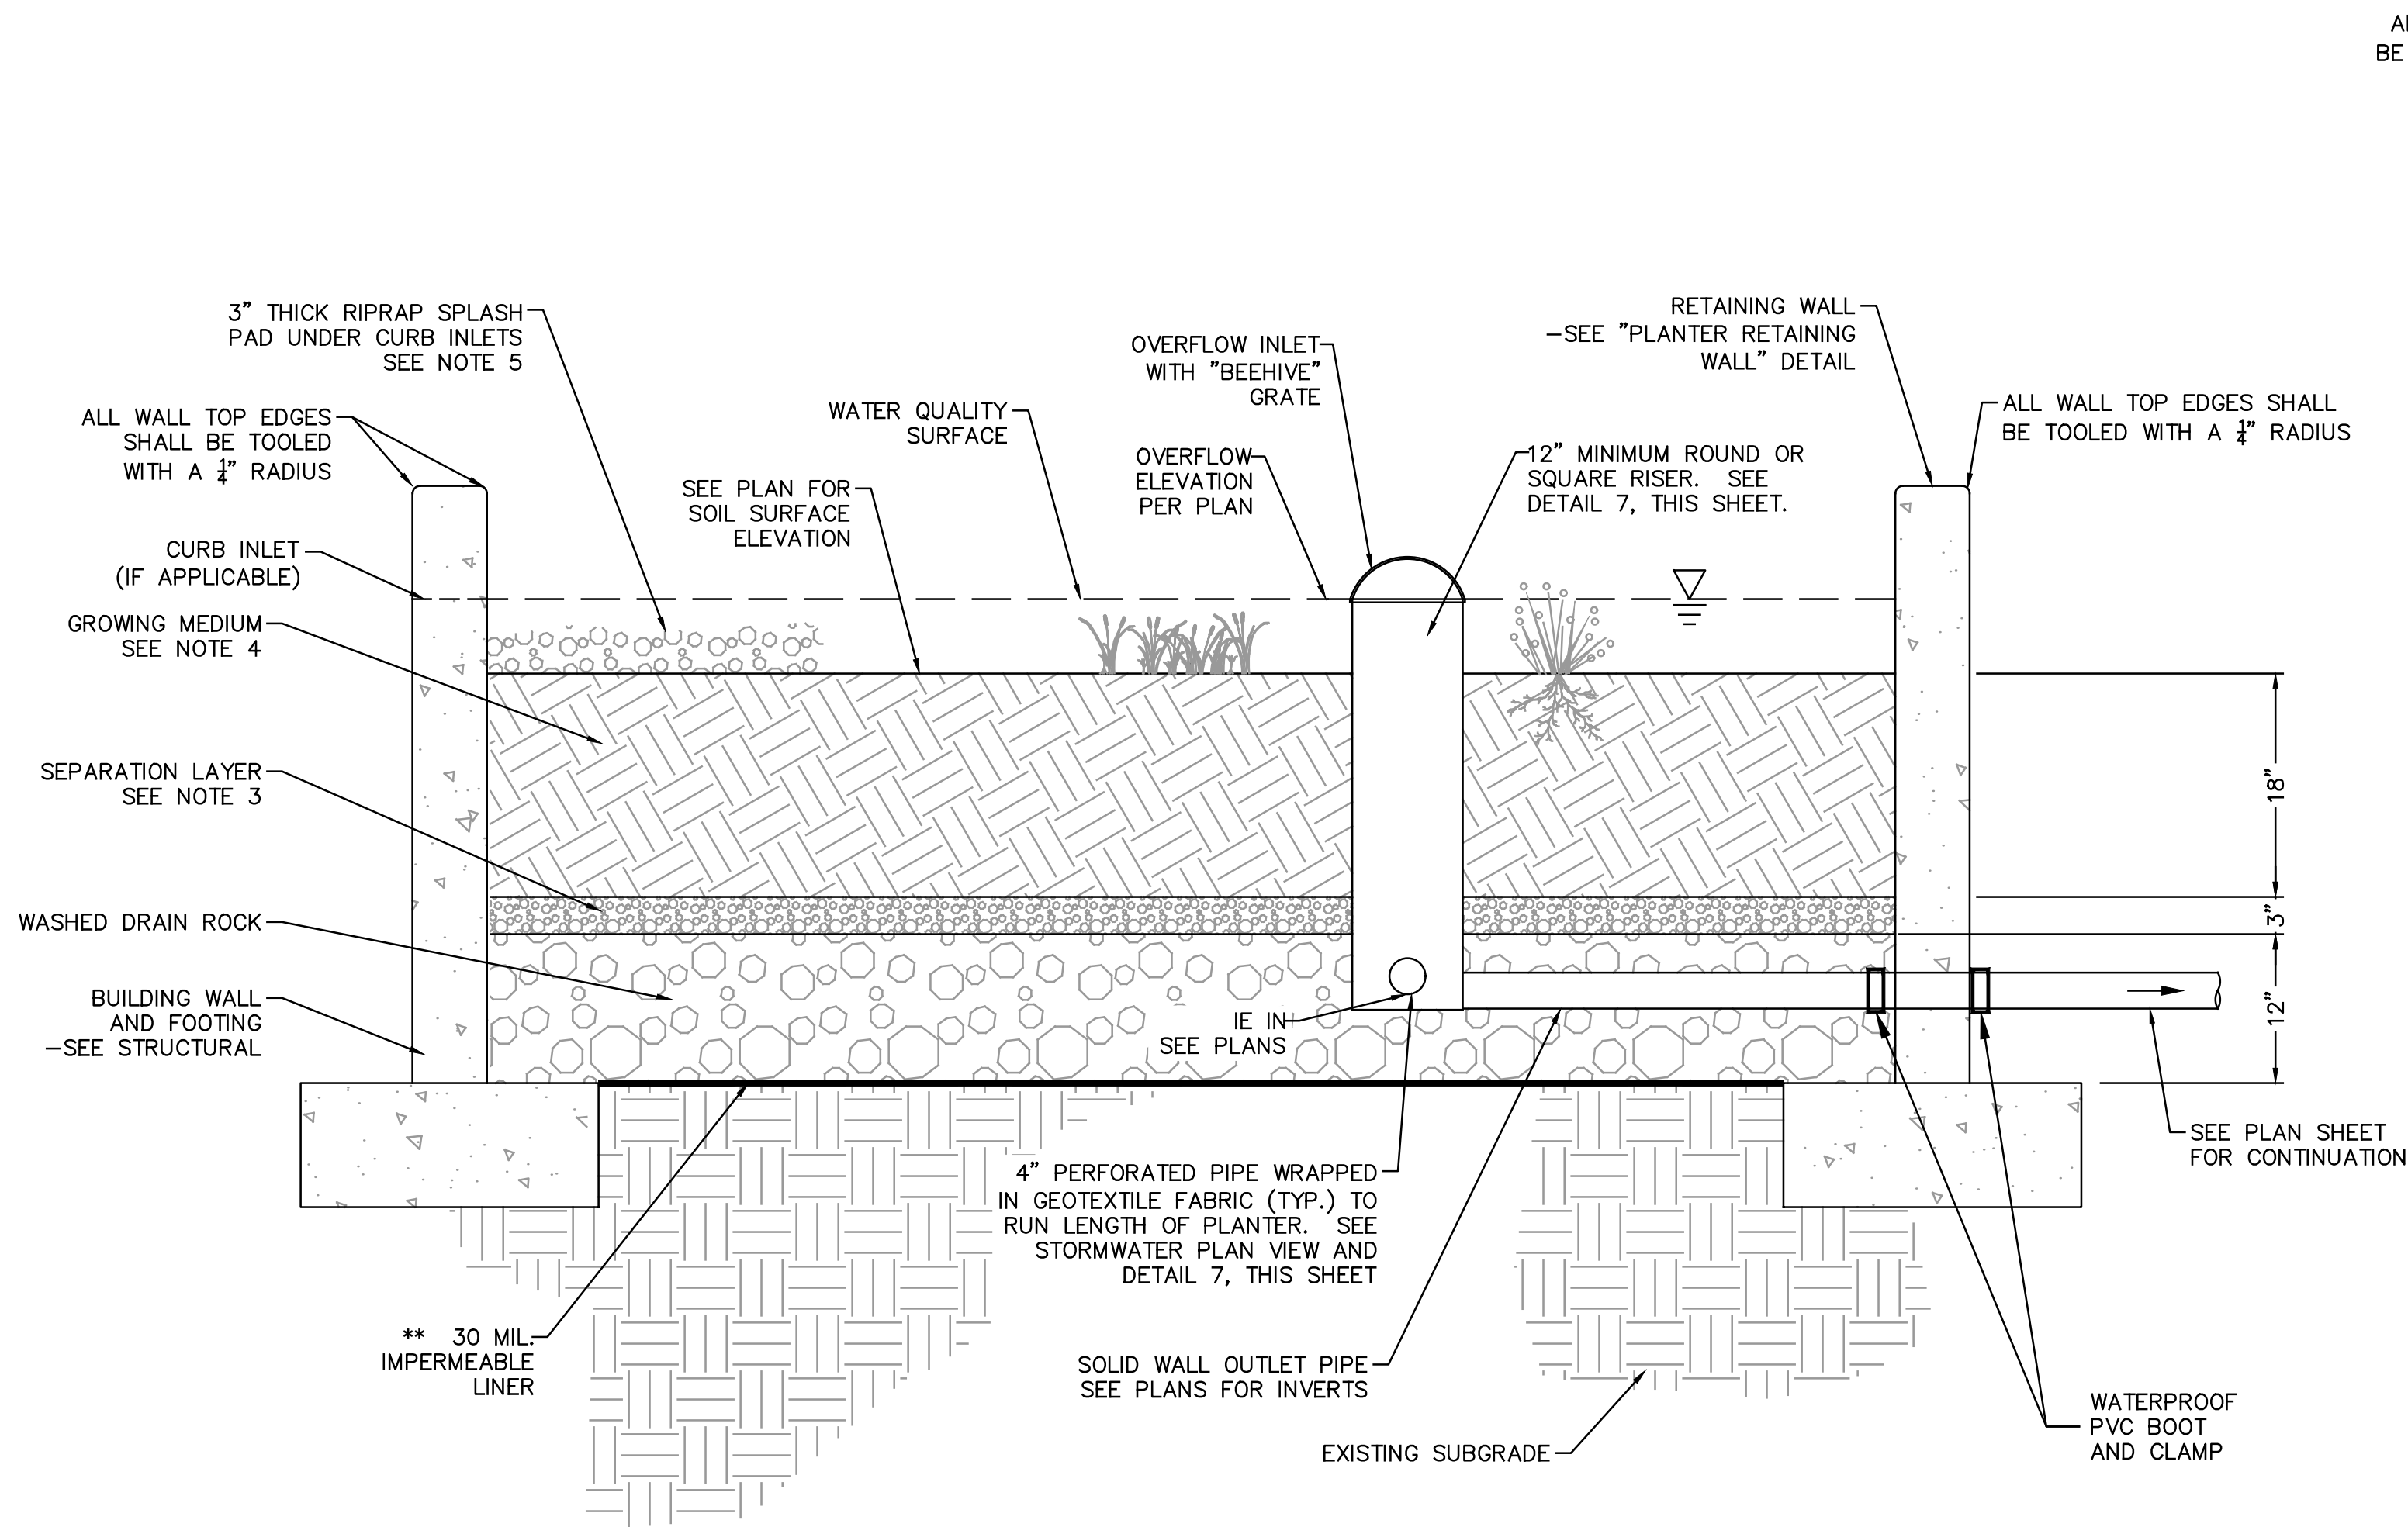 AL
BE
3" THICK RIPRAP SPLASH
PAD UNDER CURB INLETS
SEE NOTE 5
ALL WALL TOP EDGES
SHALL BE TOOLED
WITH A 1/4" RADIUS
CURB INLET
(IF APPLICABLE)
GROWING MEDIUM
SEE NOTE 4
SEPARATION LAYER
SEE NOTE 3
WASHED DRAIN ROCK
BUILDING WALL
AND FOOTING
-SEE STRUCTURAL
SEE PLAN FOR
SOIL SURFACE
ELEVATION
WATER QUALITY
SURFACE
OVERFLOW INLET
WITH "BEEHIVE"
GRATE
OVERFLOW
ELEVATION
PER PLAN
12" MINIMUM ROUND OR
SQUARE RISER. SEE
DETAIL 7, THIS SHEET.
RETAINING WALL
-SEE "PLANTER RETAINING
WALL" DETAIL
ALL WALL TOP EDGES SHALL
BE TOOLED WITH A 1/4" RADIUS
18"
3"
12"
IE IN
SEE PLANS
4" PERFORATED PIPE WRAPPED
IN GEOTEXTILE FABRIC (TYP.) TO
RUN LENGTH OF PLANTER. SEE
STORMWATER PLAN VIEW AND
DETAIL 7, THIS SHEET
SEE PLAN SHEET
FOR CONTINUATION
** 30 MIL.
IMPERMEABLE
LINER
SOLID WALL OUTLET PIPE
SEE PLANS FOR INVERTS
EXISTING SUBGRADE
WATERPROOF
PVC BOOT
AND CLAMP